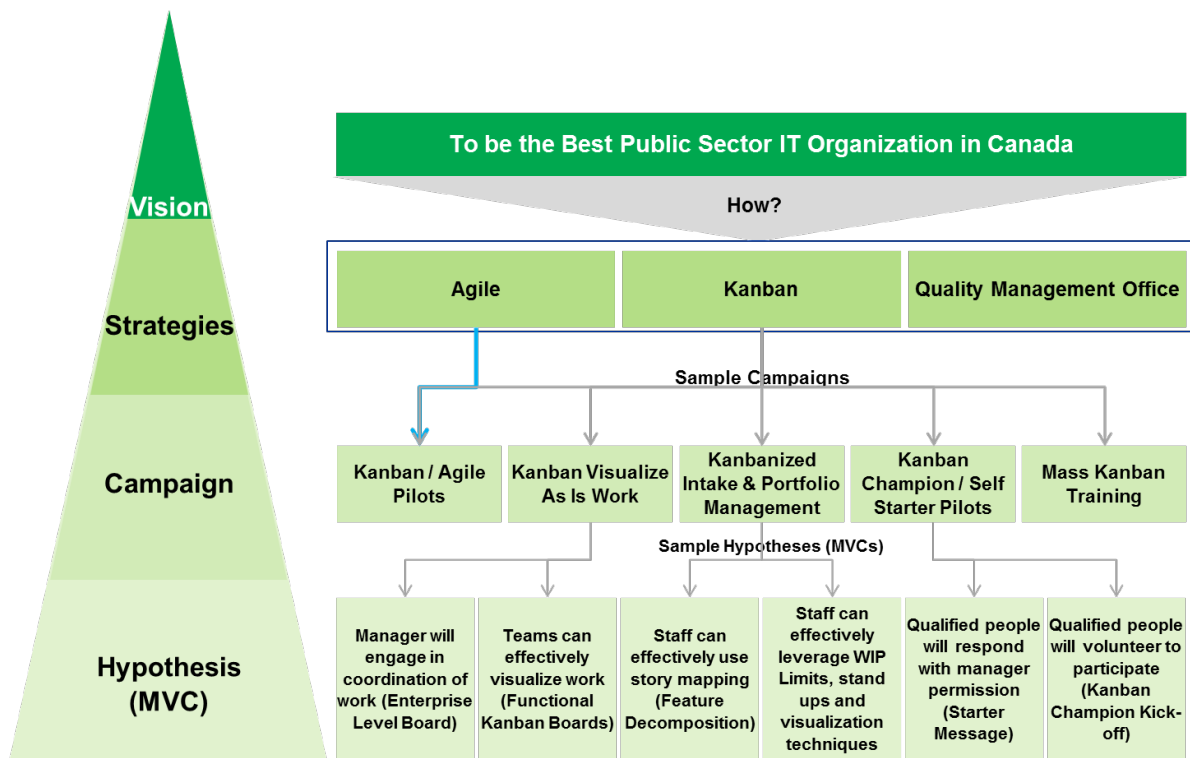 To be the Best Public Sector IT Organization in Canada
Vision
How?
Agile
Kanban
Quality Management Office
Strategies
Sample Campaigns
Campaign
Kanban / Agile
Pilots
Kanban Visualize
As Is Work
Kanbanized
Intake & Portfolio
Management
Kanban
Champion / Self
Starter Pilots
Mass Kanban
Training
Sample Hypotheses (MVCs)
Hypothesis
(MVC)
Manager will
engage in
coordination of
work (Enterprise
Level Board)
Teams can
effectively
visualize work
(Functional
Kanban Boards)
Staff can
effectively use
story mapping
(Feature
Decomposition)
Staff can
effectively
leverage WIP
Limits, stand
ups and
visualization
techniques
Qualified people
will respond
with manager
permission
(Starter
Message)
Qualified people
will volunteer to
participate
(Kanban
Champion Kick-
off)